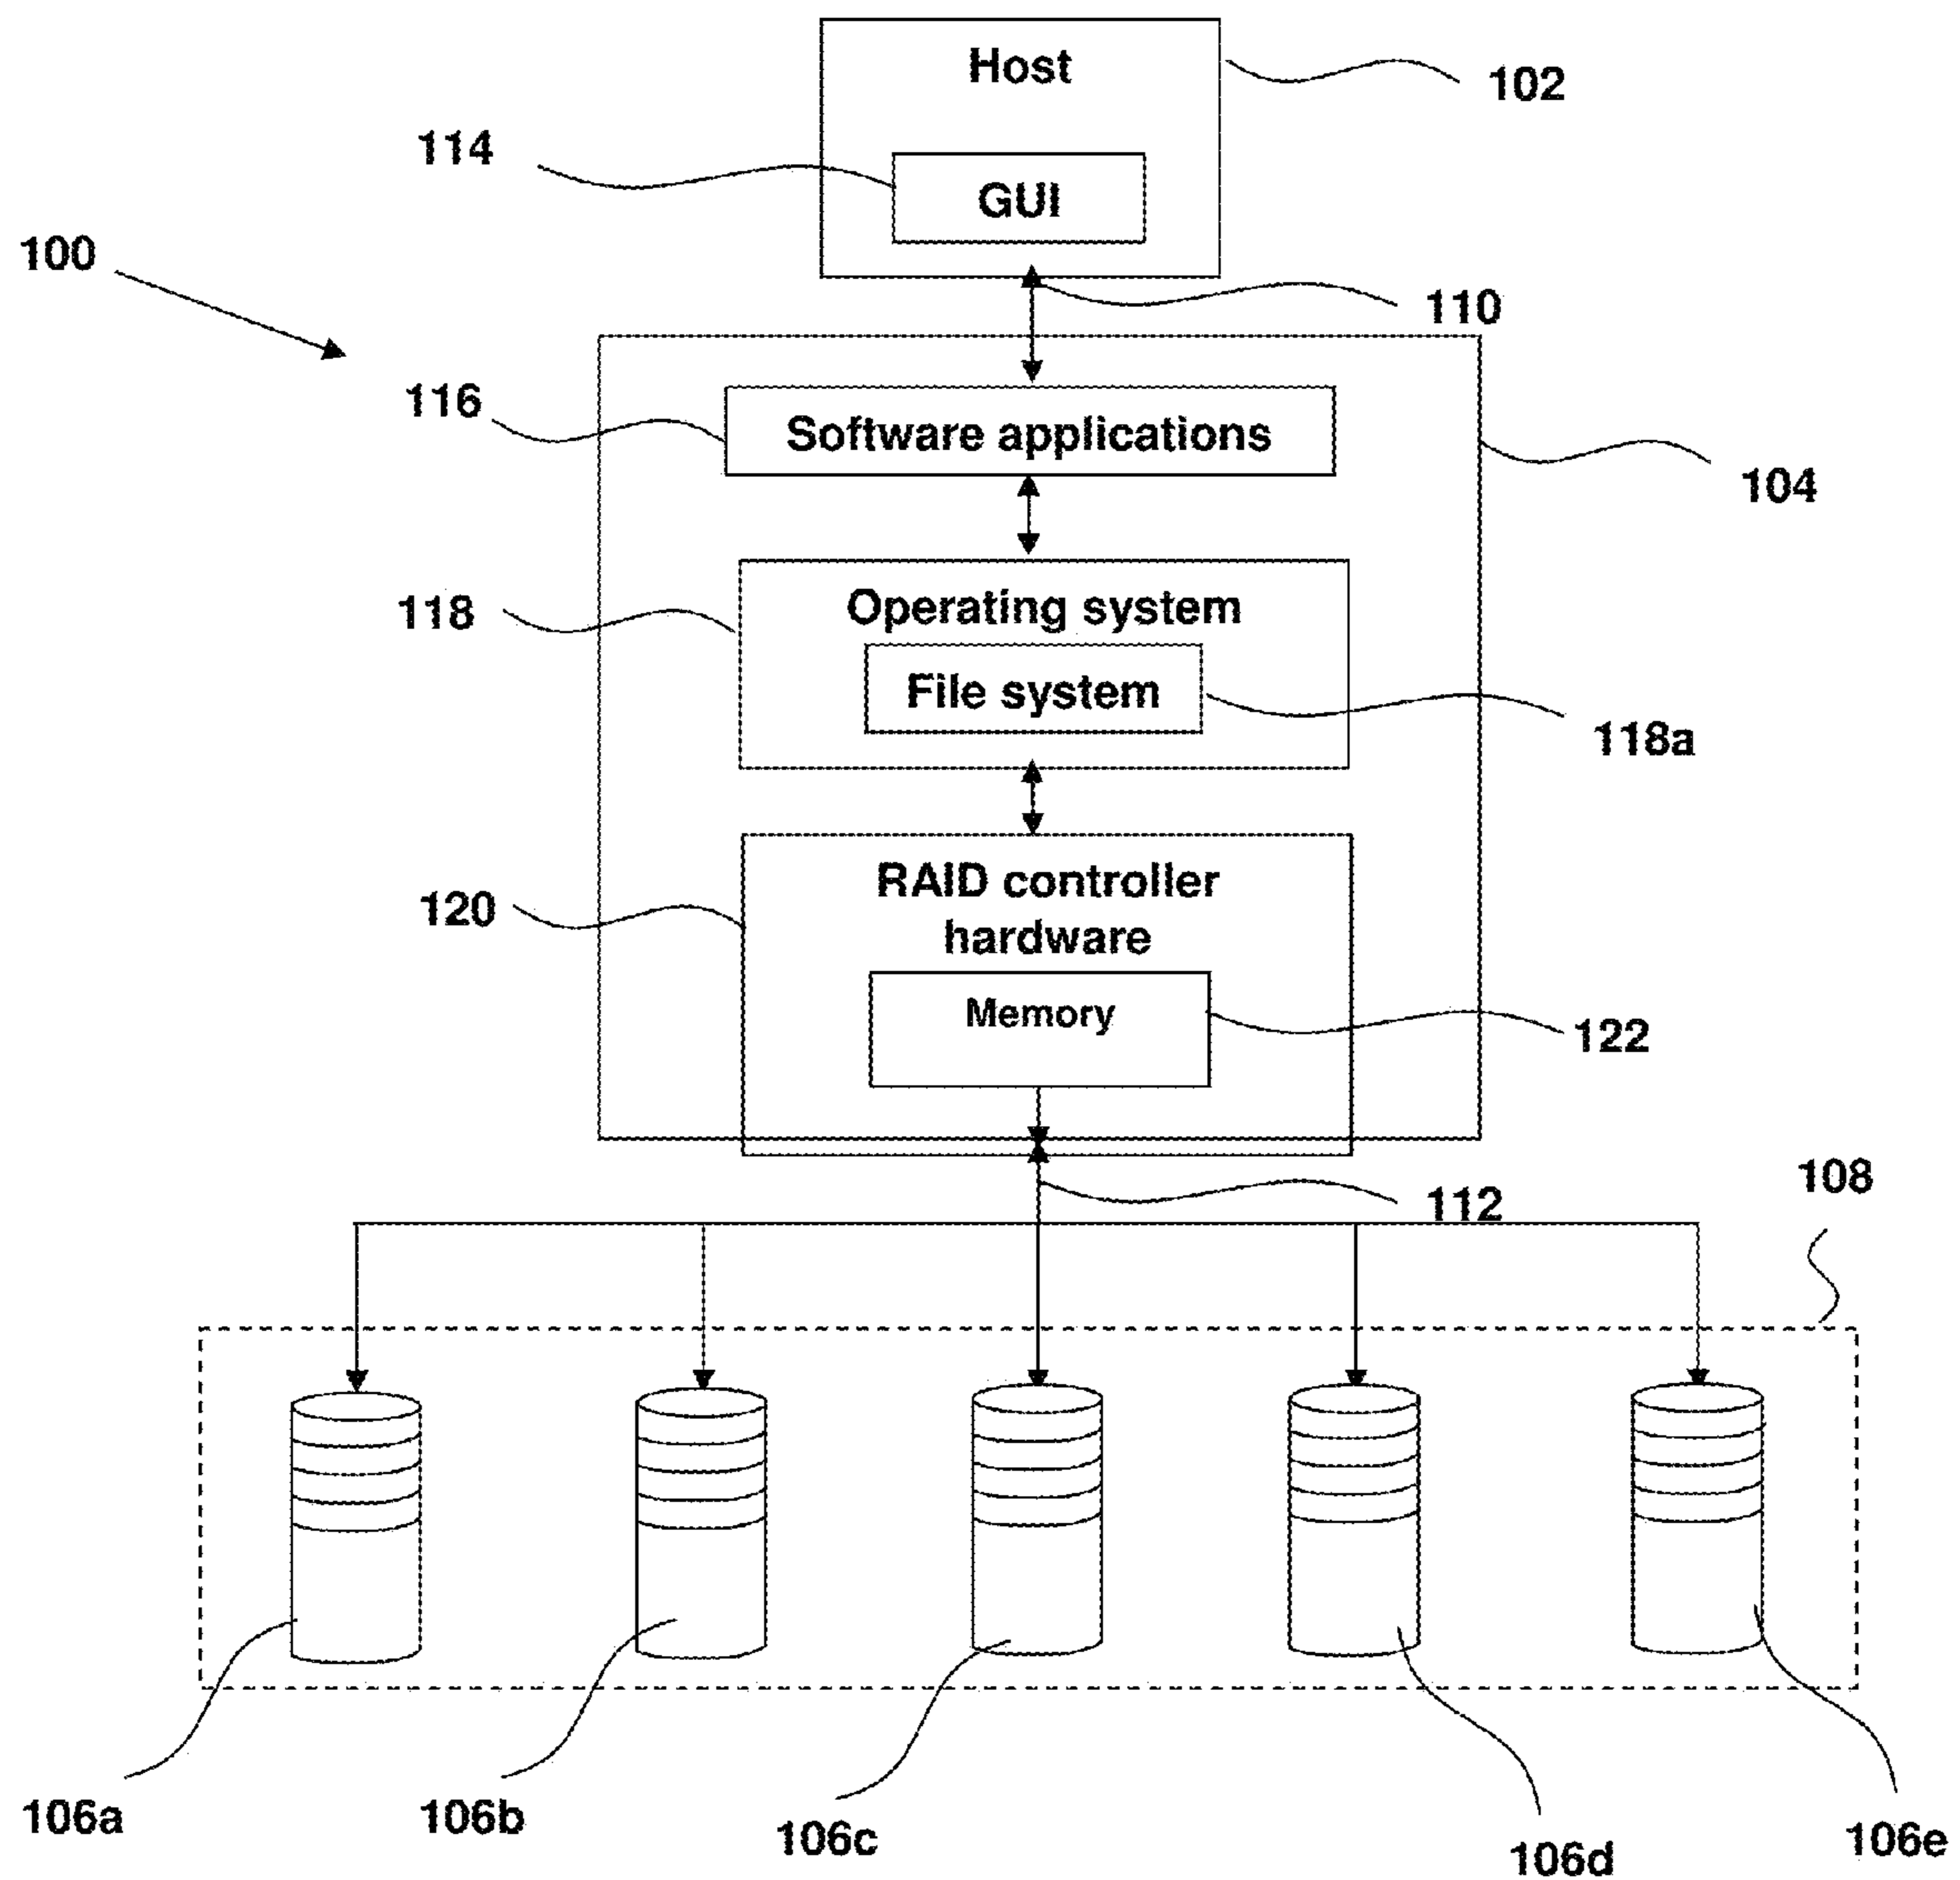 Host
102
114
GUI
100
110
116
Software applications
104
118
Operating system
File system
118a
RAID controller
hardware
120
Memory
122
108
112
106a
106b
106c
106d
106e